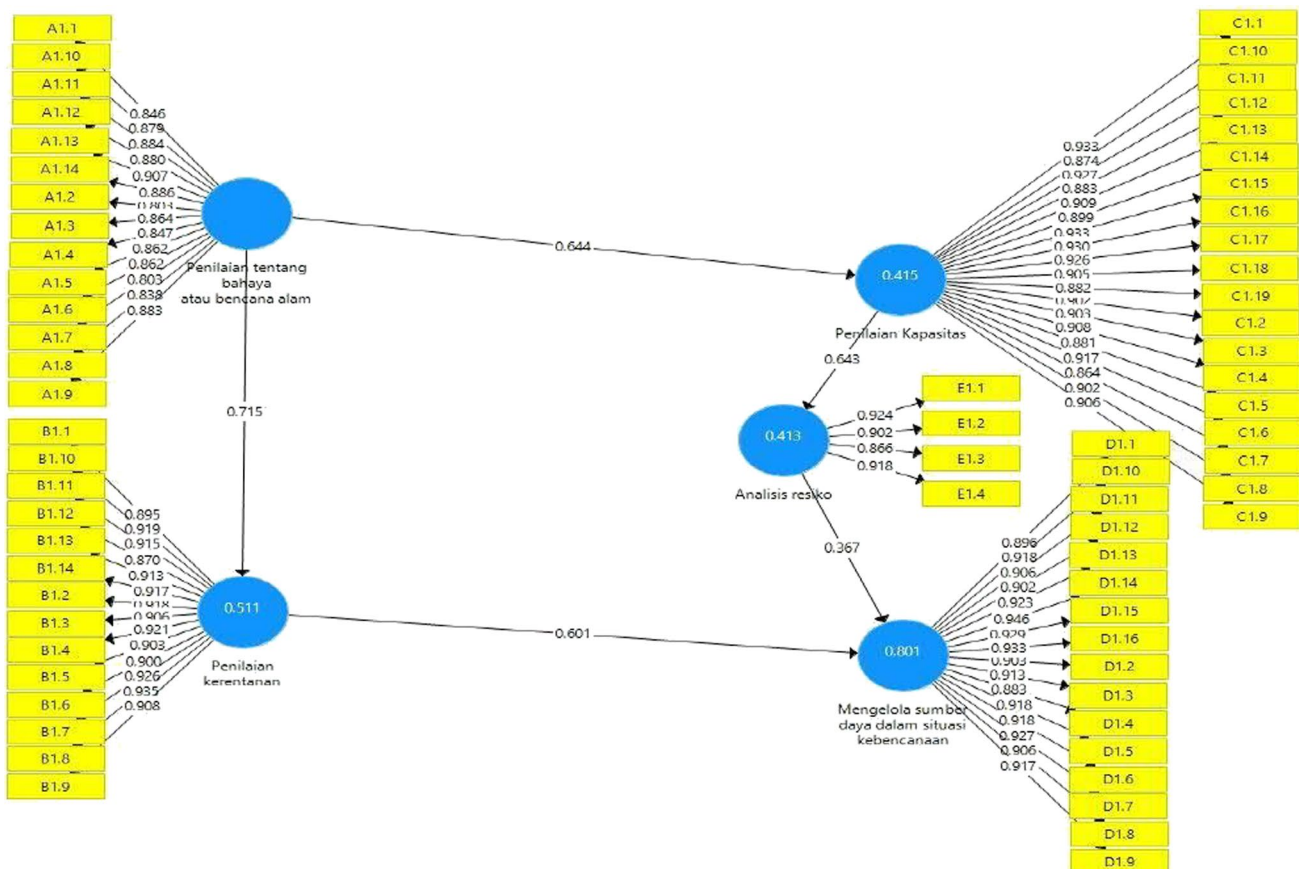 A1.1
A1.10
A1.11
A1.12
A1.13
A1.14
A1.2
A1.3
A1.4
A1.5
A1.6
A1.7
A1.8
A1.9
0.846
0.879
0.884
0.880
0.907
0.886
0.803
0.864
0.847
0.862
0.862
0.803
0.838
0.883
Penilaian tentang
bahaya
atau bencana alam
0.644
0.715
C1.1
C1.10
C1.11
C1.12
C1.13
C1.14
C1.15
C1.16
C1.17
C1.18
C1.19
C1.2
C1.3
C1.4
C1.5
C1.6
C1.7
C1.8
C1.9
0.933
0.874
0.927
0.883
0.909
0.899
0.933
0.930
0.926
0.905
0.882
0.902
0.903
0.908
0.881
0.917
0.864
0.902
0.906
0.415
Penilaian Kapasitas
0.643
0.413
Analisis resiko
0.924
0.902
0.866
0.918
E1.1
E1.2
E1.3
E1.4
0.367
B1.1
B1.10
B1.11
B1.12
B1.13
B1.14
B1.2
B1.3
B1.4
B1.5
B1.6
B1.7
B1.8
B1.9
0.895
0.919
0.915
0.870
0.913
0.917
0.918
0.906
0.921
0.903
0.900
0.926
0.935
0.908
0.511
Penilaian
kerentanan
0.601
0.801
Mengelola sumber
daya dalam situasi
kebencanaan
0.896
0.918
0.906
0.902
0.923
0.946
0.929
0.933
0.903
0.913
0.883
0.918
0.918
0.927
0.906
0.917
D1.1
D1.10
D1.11
D1.12
D1.13
D1.14
D1.15
D1.16
D1.2
D1.3
D1.4
D1.5
D1.6
D1.7
D1.8
D1.9